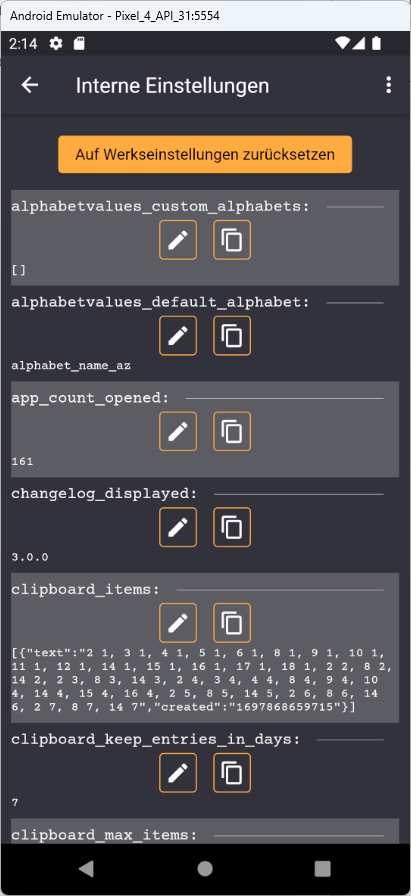 Android Emulator - Pixel_4_API_31:5554
2:14
Interne Einstellungen
Auf Werkseinstellungen zurücksetzen
alphabetvalues_custom_alphabets:
[]
alphabetvalues_default_alphabet:
alphabet_name_az
app_count_opened:
161
changelog_displayed:
3.0.0
clipboard_items:
[{"text":"2 1, 3 1, 4 1, 5 1, 6 1, 8 1, 9 1, 10 1,
11 1, 12 1, 14 1, 15 1, 16 1, 17 1, 18 1, 2 2, 8 2,
14 2, 2 3, 8 3, 14 3, 2 4, 3 4, 4 4, 8 4, 9 4, 10
4, 14 4, 15 4, 16 4, 2 5, 8 5, 14 5, 2 6, 8 6, 14
6, 2 7, 8 7, 14 7","created":"1697868659715"}]
clipboard_keep_entries_in_days:
7
clipboard_max_items: